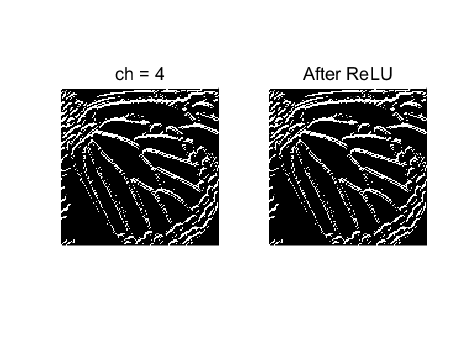 ch = 4
After ReLU